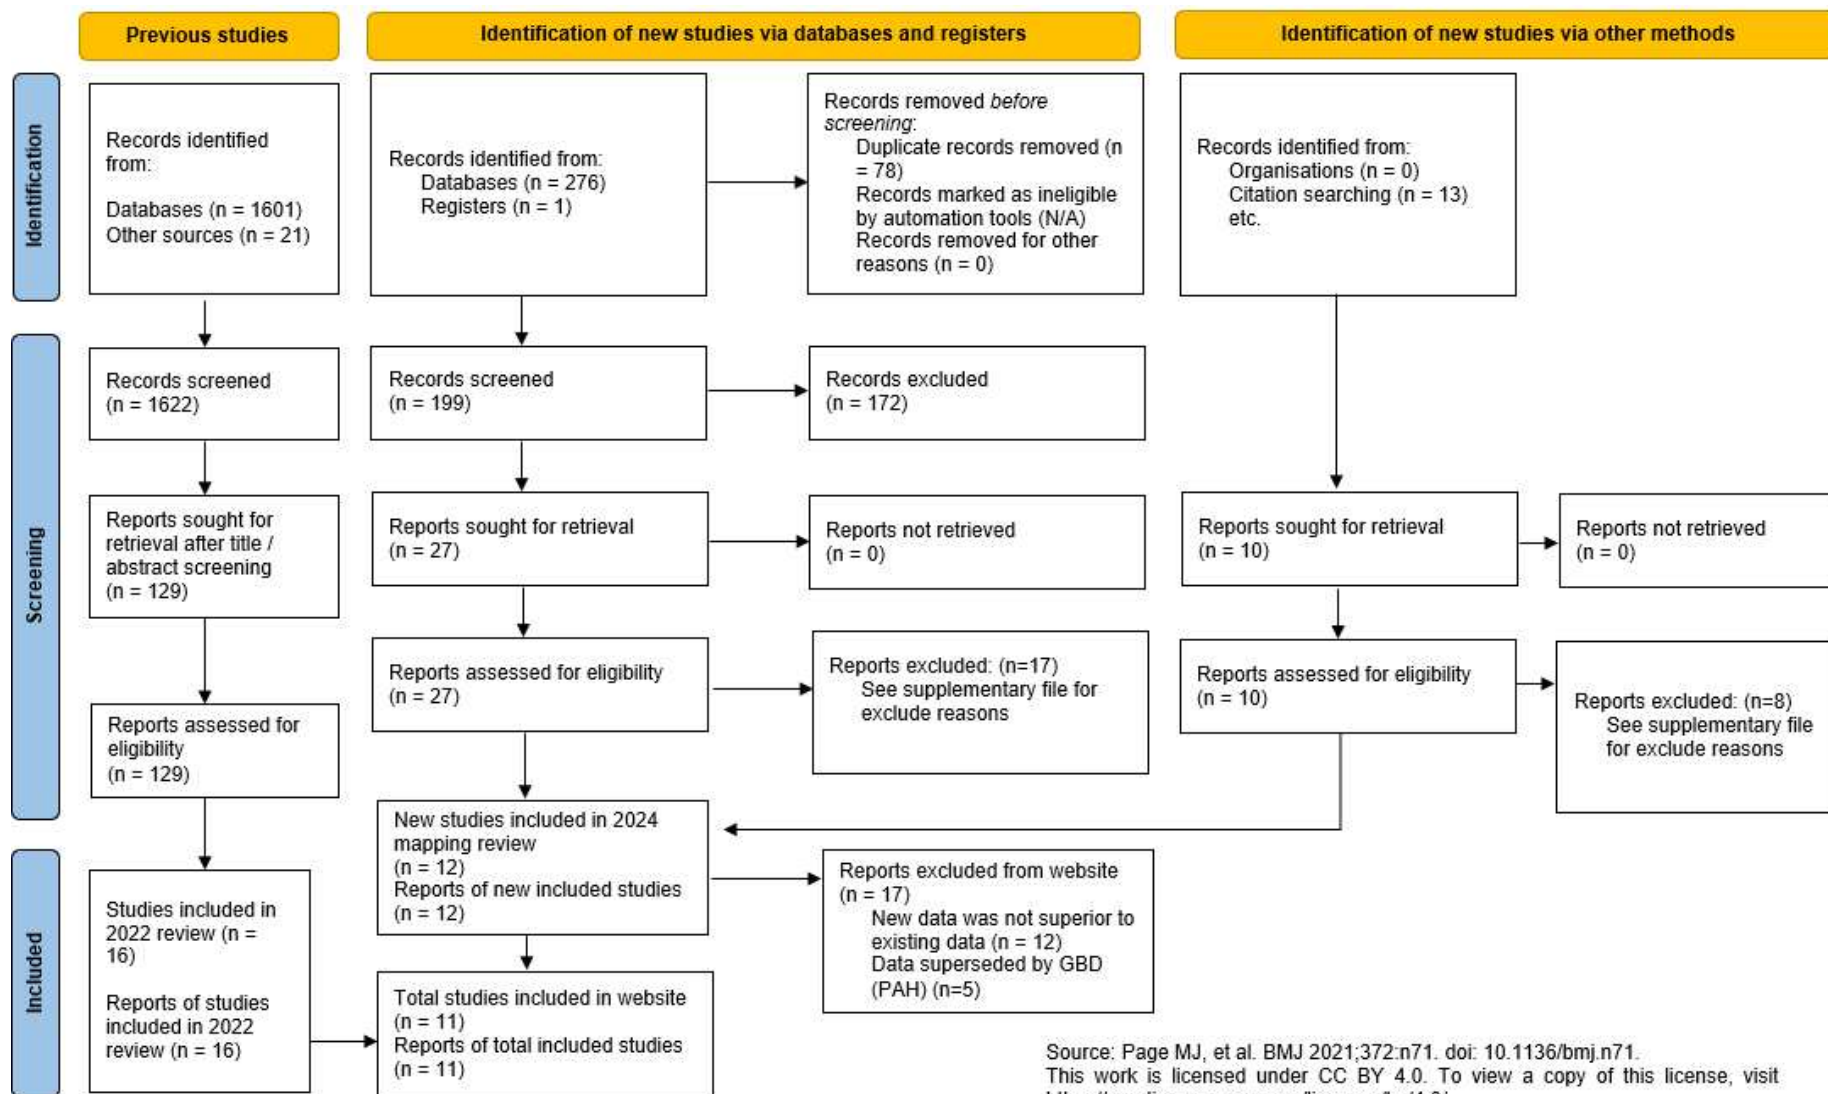 Previous studies
Identification of new studies via databases and registers
Identification of new studies via other methods
Identification
Records identified
from:
Databases (n = 1601)
Other sources (n = 21)
Records identified from:
Databases (n = 276)
Registers (n = 1)
Records removed before
screening:
Duplicate records removed (n
= 78)
Records marked as ineligible
by automation tools (N/A)
Records removed for other
reasons (n = 0)
Records identified from:
Organisations (n = 0)
Citation searching (n = 13)
etc.
Screening
Records screened
(n = 1622)
Records screened
(n = 199)
Records excluded
(n = 172)
Reports sought for
retrieval after title /
abstract screening
(n = 129)
Reports sought for retrieval
(n = 27)
Reports not retrieved
(n = 0)
Reports sought for retrieval
(n = 10)
Reports not retrieved
(n = 0)
Reports assessed for
eligibility
(n = 129)
Reports assessed for eligibility
(n = 27)
Reports excluded: (n=17)
See supplementary file for
exclude reasons
Reports assessed for eligibility
(n = 10)
Reports excluded: (n=8)
See supplementary file
for exclude reasons
Included
New studies included in 2024
mapping review
(n = 12)
Reports of new included studies
(n = 12)
Reports excluded from website
(n = 17)
New data was not superior to
existing data (n = 12)
Data superseded by GBD
(PAH) (n=5)
Studies included in
2022 review (n =
16)
Reports of studies
included in 2022
review (n = 16)
Total studies included in website
(n = 11)
Reports of total included studies
(n = 11)
Source: Page MJ, et al. BMJ 2021;372:n71. doi: 10.1136/bmj.n71.
This work is licensed under CC BY 4.0. To view a copy of this license, visit